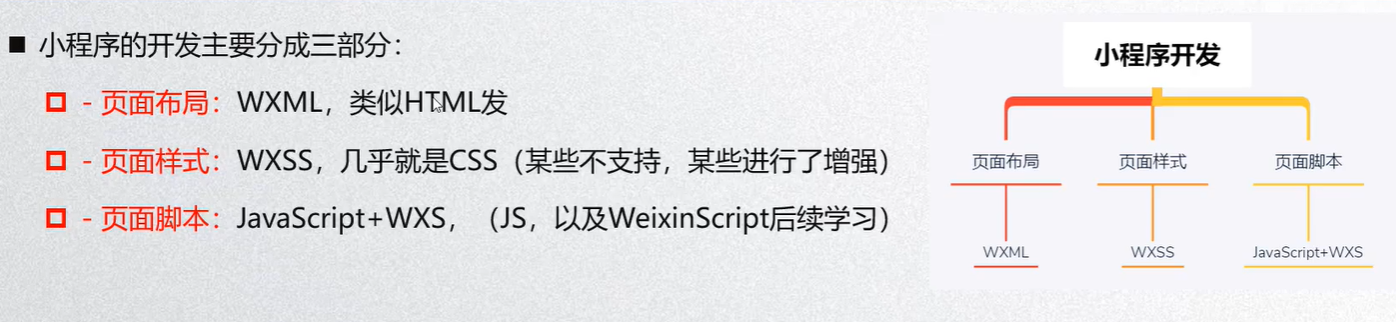 小程序的开发主要分成三部分：
- 页面布局：WXML，类似HTML发
- 页面样式：WXSS，几乎就是CSS（某些不支持，某些进行了增强）
- 页面脚本：JavaScript+WXS，（JS，以及WeixinScript后续学习）
小程序开发
页面布局 页面样式 页面脚本
WXML WXSS JavaScript+WXS